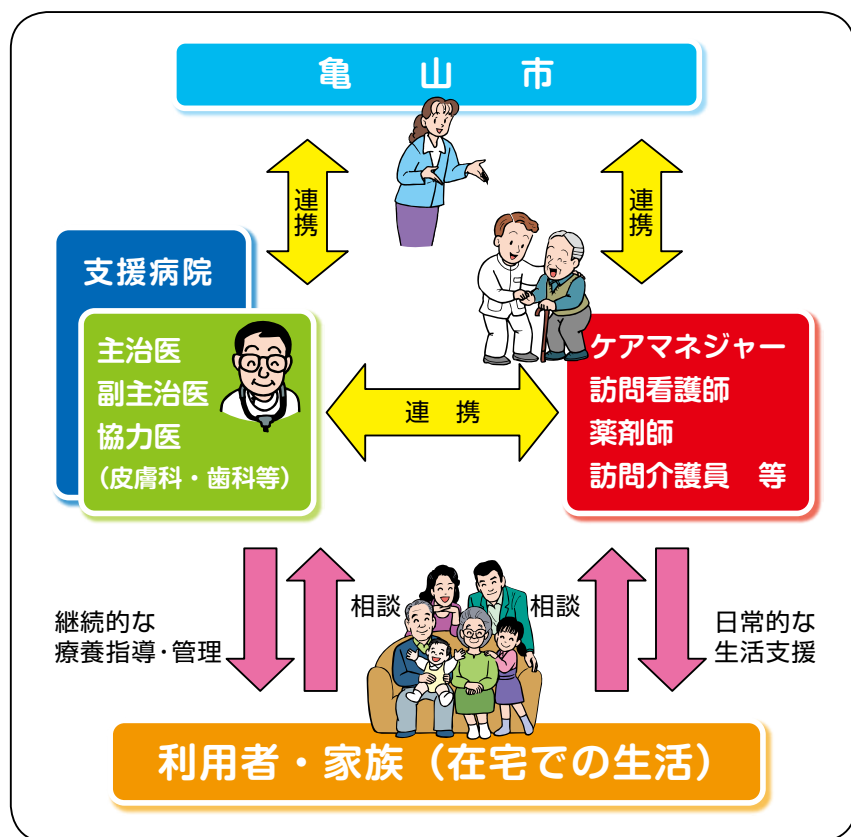 亀山市
連携
連携
支援病院
主治医
副主治医
協力医
（皮膚科・歯科等）
連携
ケアマネジャー
訪問看護師
薬剤師
訪問介護員 等
継続的な
療養指導・管理
相談
相談
日常的な
生活支援
利用者・家族（在宅での生活）